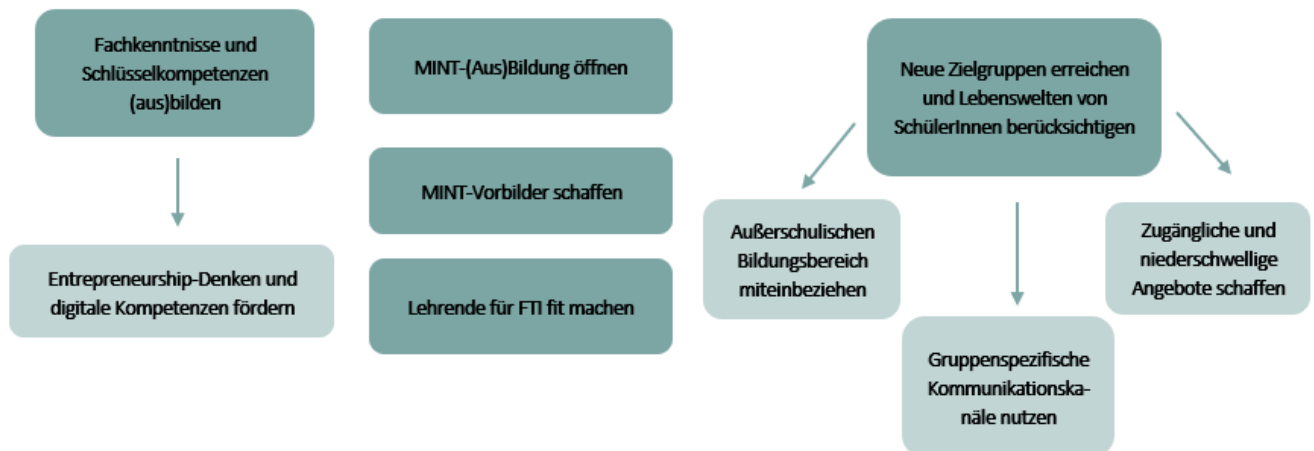 Fachkenntnisse und
Schlüsselkompetenzen
(aus)bilden
Entrepreneurship-Denken und
digitale Kompetenzen fördern
MINT-(Aus)Bildung öffnen
MINT-Vorbilder schaffen
Lehrende für FTI fit machen
Neue Zielgruppen erreichen
und Lebenswelten von
SchülerInnen berücksichtigen
Außerschulischen
Bildungsbereich
miteinbeziehen
Gruppenspezifische
Kommunikationska-
näle nutzen
Zugängliche und
niederschwellige
Angebote schaffen